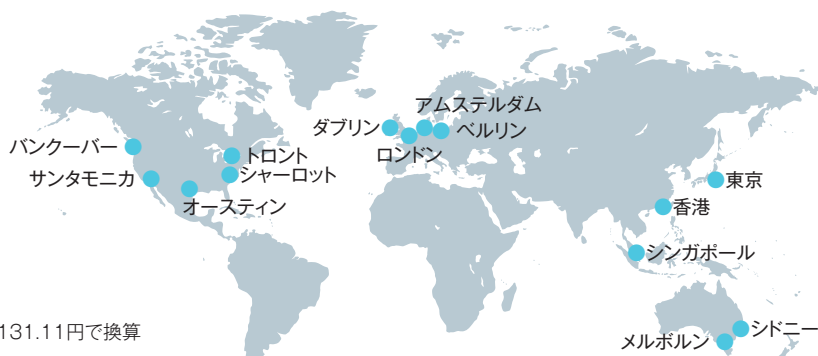 アムステルダム
ダブリン
ベルリン
バンクーバー
ロンドン
トロント
サンタモニカ
シャーロット
東京
オースティン
香港
シンガポール
131.11円で換算
シドニー
メルボルン